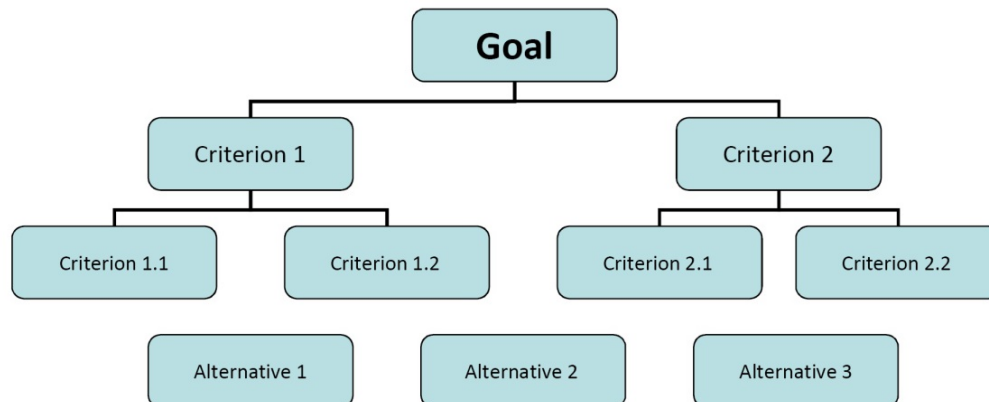 Goal
Criterion 1
Criterion 2
Criterion 1.1
Criterion 1.2
Criterion 2.1
Criterion 2.2
Alternative 1
Alternative 2
Alternative 3